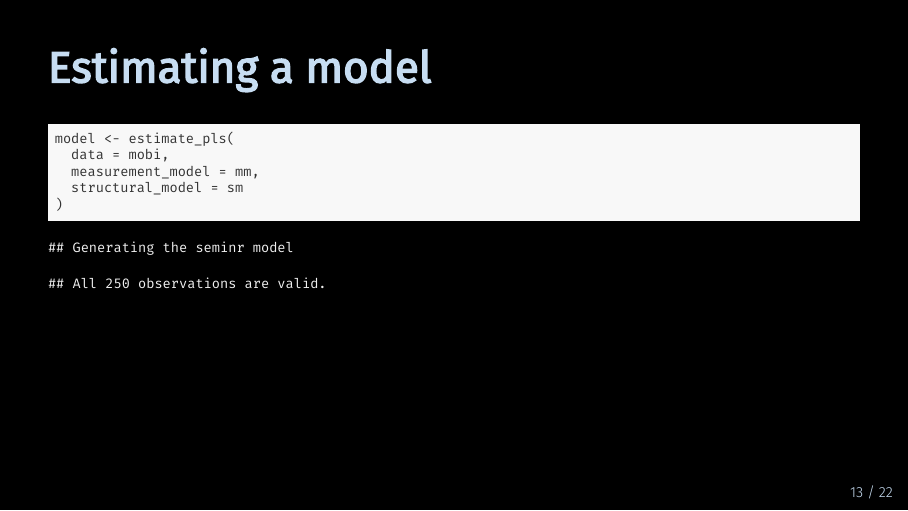 Estimating a model
model <- estimate_pls(
  data = mobi,
  measurement_model = mm,
  structural_model = sm
)
## Generating the seminr model
## All 250 observations are valid.
13 / 22